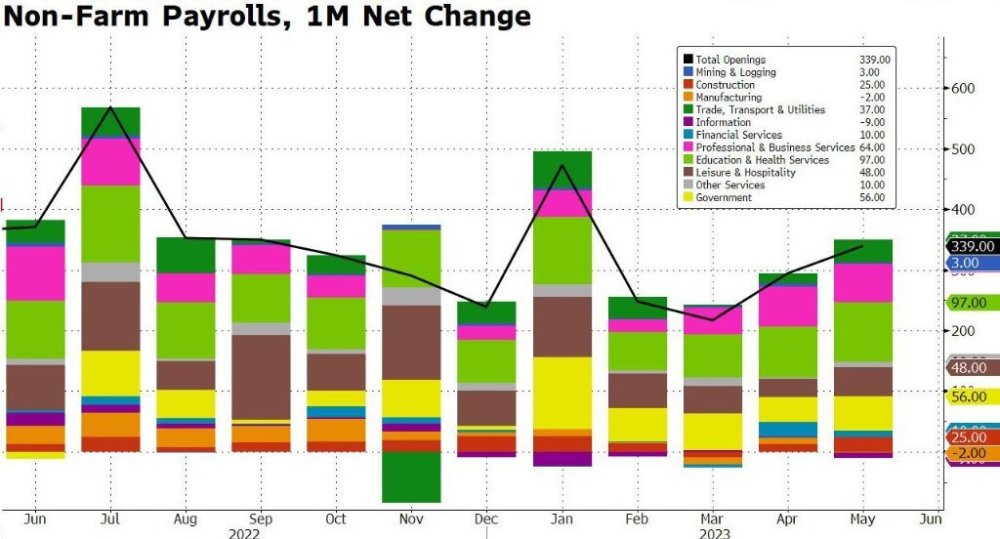 Non-Farm Payrolls, 1M Net Change
Total Openings 339.00
Mining & Logging 3.00
Construction 25.00
Manufacturing -2.00
Trade, Transport & Utilities 37.00
Information -9.00
Financial Services 10.00
Professional & Business Services 64.00
Education & Health Services 97.00
Leisure & Hospitality 48.00
Other Services 10.00
Government 56.00
600
500
400
339.00
3.00
97.00
200
48.00
56.00
25.00
-2.00
Jun Jul Aug Sep Oct Nov Dec Jan Feb Mar Apr May Jun
2022 2023